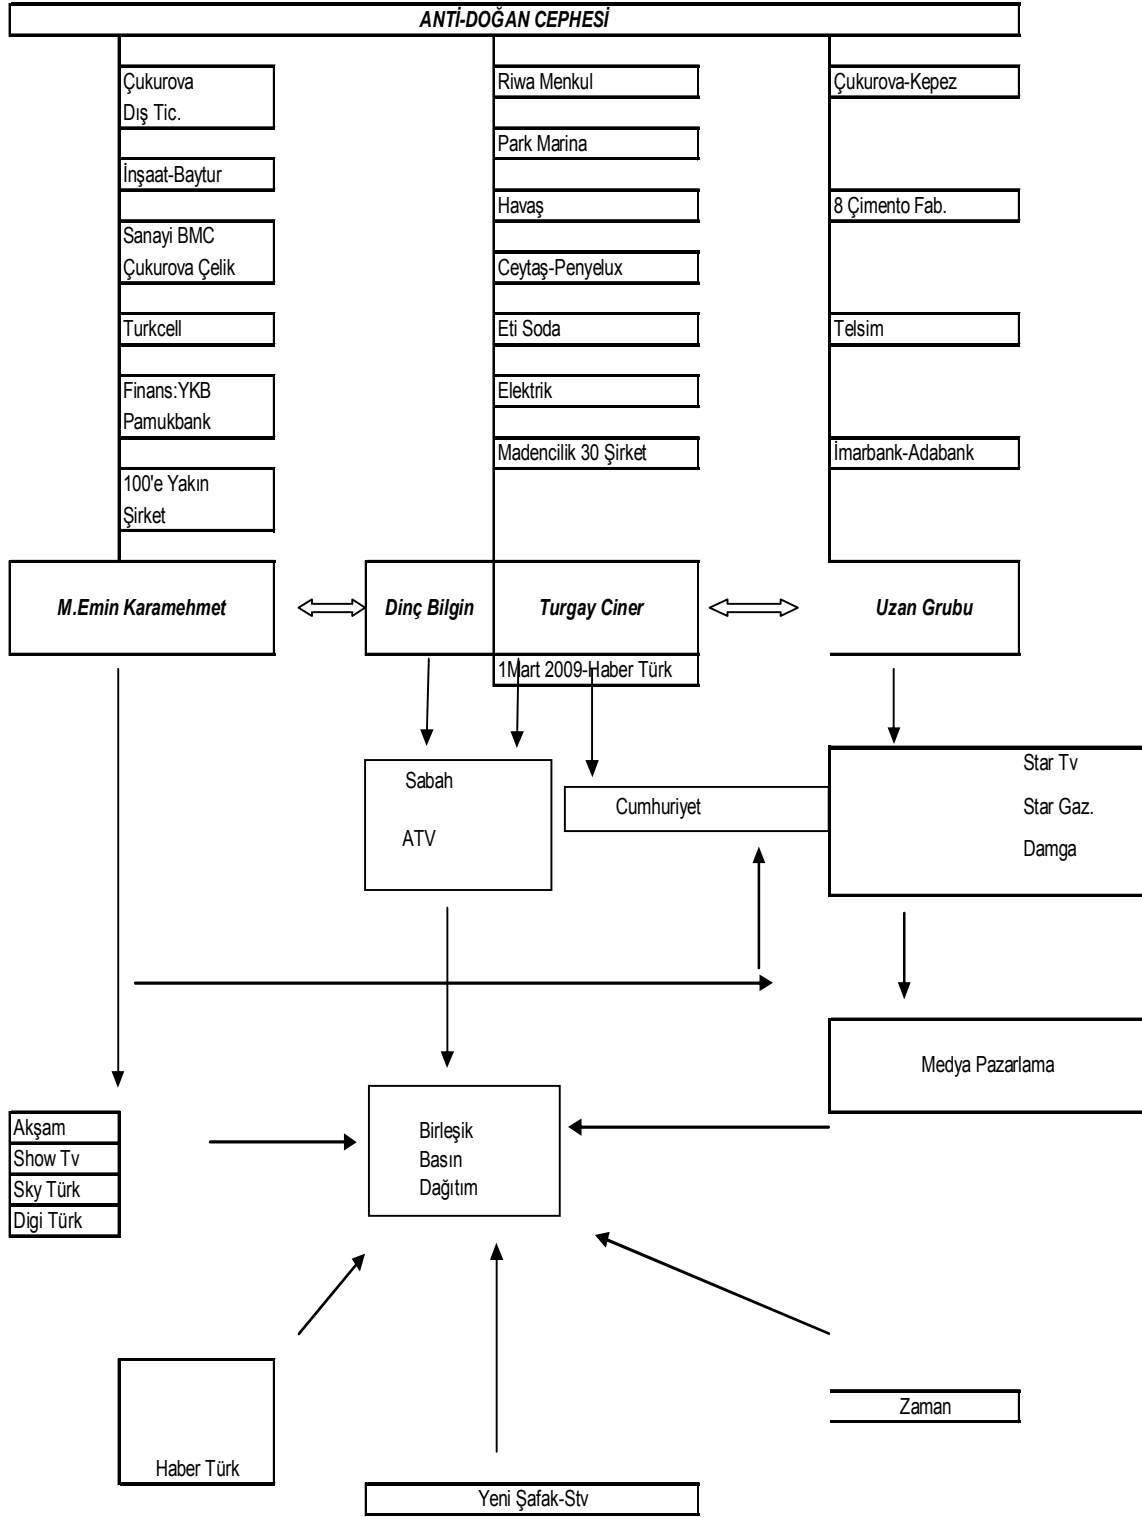 ANTİ-DOĞAN CEPHESİ
Çukurova
Dış Tic.
İnşaat-Baytur
Sanayi BMC
Çukurova Çelik
Turkcell
Finans:YKB
Pamukbank
100'e Yakın
Şirket
Riwa Menkul
Park Marina
Havaş
Ceytaş-Penyelux
Eti Soda
Elektrik
Madencilik 30 Şirket
Çukurova-Kepez
8 Çimento Fab.
Telsim
İmarbank-Adabank
M.Emin Karamehmet
Dinç Bilgin
Turgay Ciner
Uzan Grubu
1Mart 2009-Haber Türk
Sabah
ATV
Cumhuriyet
Star Tv
Star Gaz.
Damga
Medya Pazarlama
Akşam
Show Tv
Sky Türk
Digi Türk
Birleşik
Basın
Dağıtım
Haber Türk
Yeni Şafak-Stv
Zaman